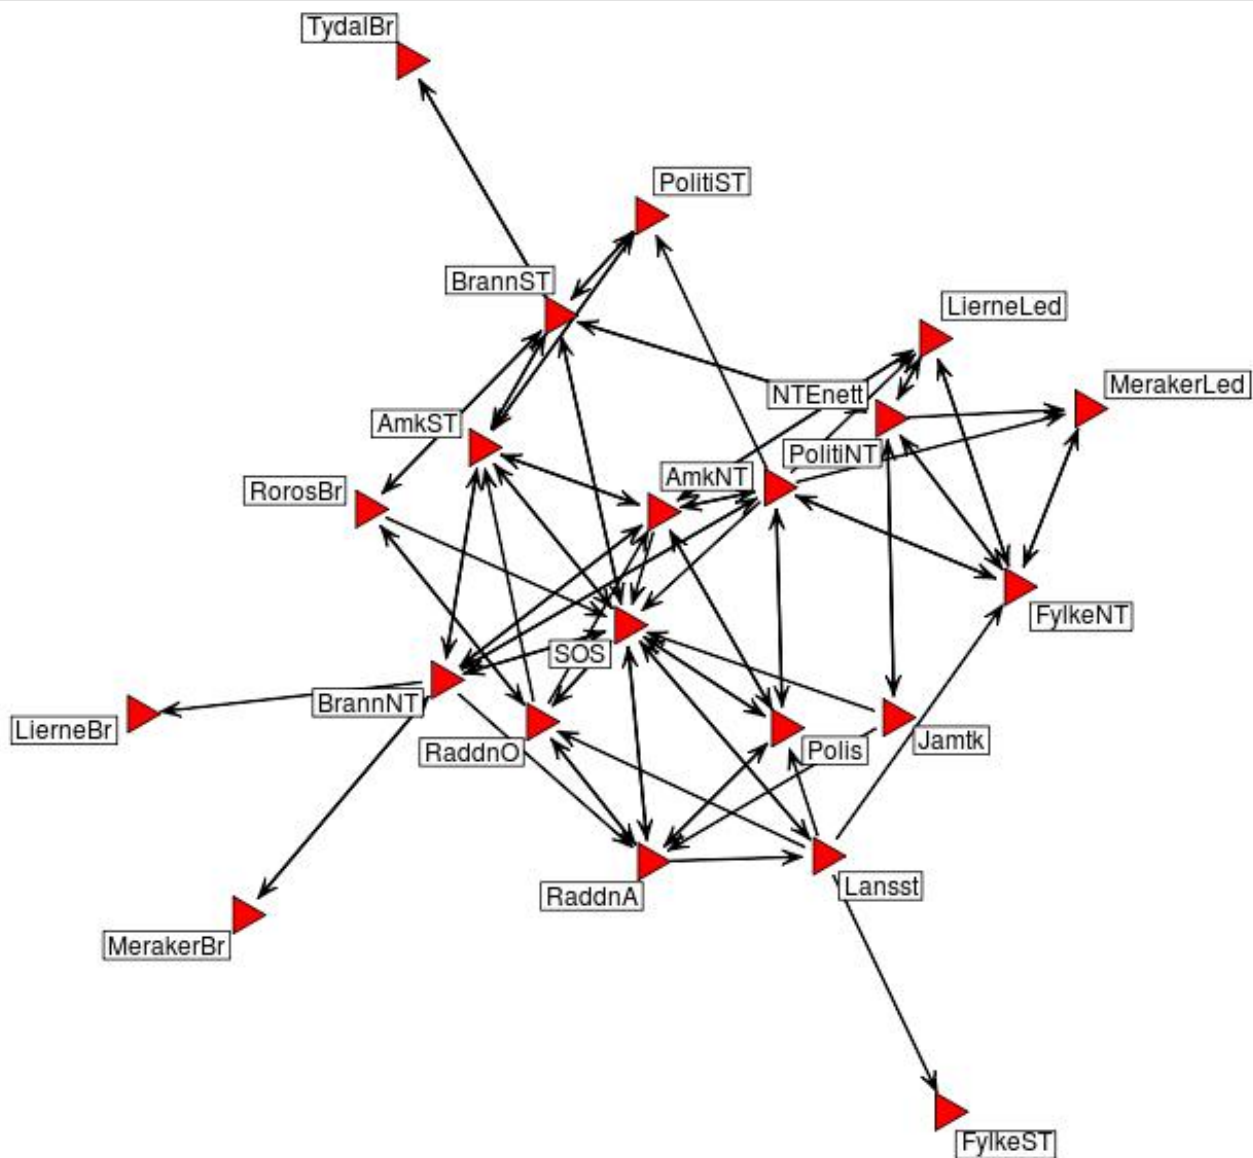 TydalBr
PolitiST
BrannST
LierneLed
MerakerLed
NTEnett
AmkST
PolitiNT
AmkNT
RorosBr
FylkeNT
SOS
BrannNT
LierneBr
RaddnO
Polis
Jamtk
RaddnA
Lansst
MerakerBr
FylkeST